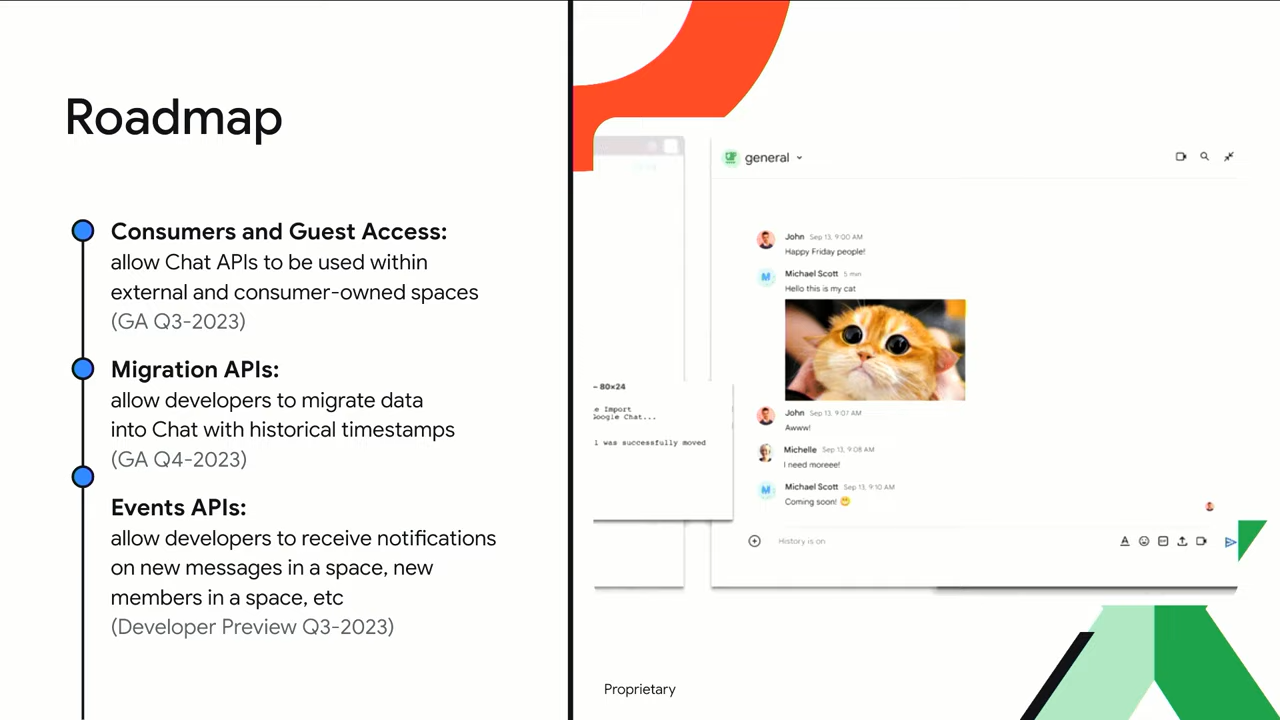 Roadmap
Consumers and Guest Access:
allow Chat APIs to be used within
external and consumer-owned spaces
(GA Q3-2023)
Migration APIs:
allow developers to migrate data
into Chat with historical timestamps
(GA Q4-2023)
Events APIs:
allow developers to receive notifications
on new messages in a space, new
members in a space, etc
(Developer Preview Q3-2023)
general
John Sep 13, 9:00 AM
Happy Friday people!
Michael Scott 5 min
Hello this is my cat
John Sep 13, 9:07 AM
Awww!
Michelle Sep 13, 9:08 AM
I need moreee!
Michael Scott Sep 13, 9:10 AM
Coming soon! 😁
History is on
80×24
e Import
oogle Chat...
l was successfully moved
Proprietary